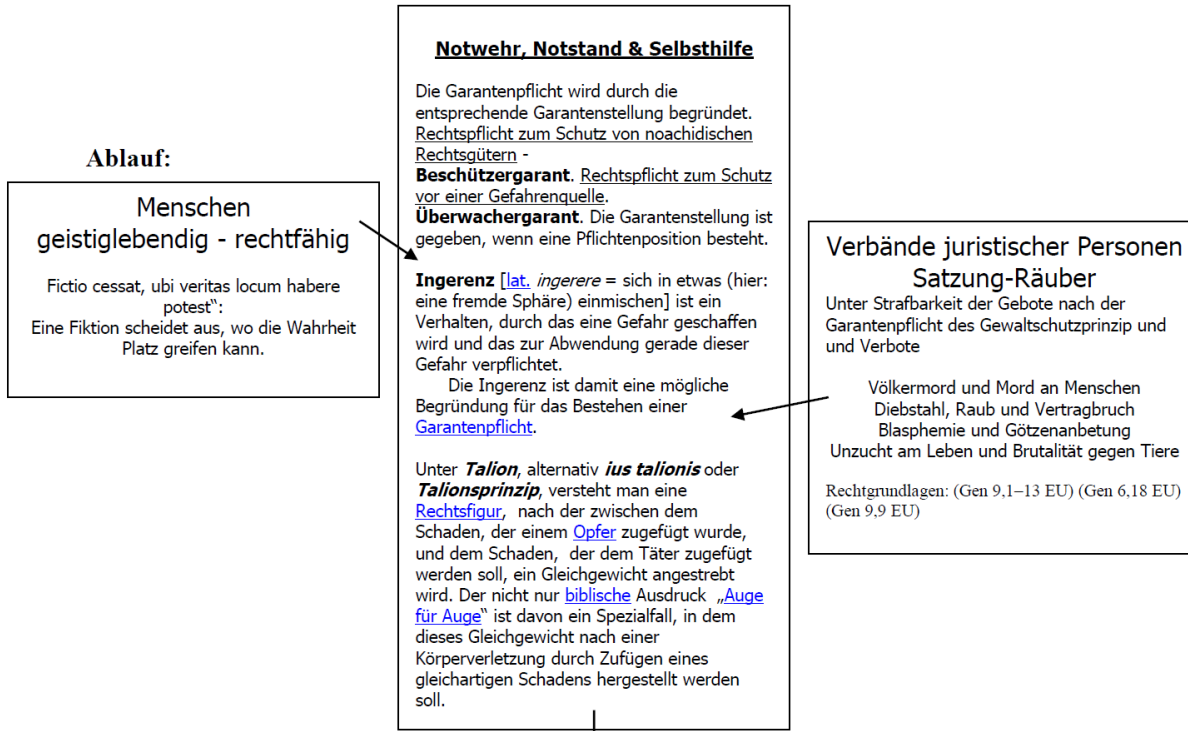 Ablauf:
Menschen
geistiglebendig - rechtfähig
Fictio cessat, ubi veritas locum habere
potest“:
Eine Fiktion scheidet aus, wo die Wahrheit
Platz greifen kann.
Notwehr, Notstand & Selbsthilfe
Die Garantenpflicht wird durch die
entsprechende Garantenstellung begründet.
Rechtspflicht zum Schutz von noachidischen
Rechtsgütern -
Beschützergarant. Rechtspflicht zum Schutz
vor einer Gefahrenquelle.
Überwachergarant. Die Garantenstellung ist
gegeben, wenn eine Pflichtenposition besteht.
Ingerenz [lat. ingerere = sich in etwas (hier:
eine fremde Sphäre) einmischen] ist ein
Verhalten, durch das eine Gefahr geschaffen
wird und das zur Abwendung gerade dieser
Gefahr verpflichtet.
Die Ingerenz ist damit eine mögliche
Begründung für das Bestehen einer
Garantenpflicht.
Unter Talion, alternativ ius talionis oder
Talionsprinzip, versteht man eine
Rechtsfigur, nach der zwischen dem
Schaden, der einem Opfer zugefügt wurde,
und dem Schaden, der dem Täter zugefügt
werden soll, ein Gleichgewicht angestrebt
wird. Der nicht nur biblische Ausdruck „Auge
für Auge“ ist davon ein Spezialfall, in dem
dieses Gleichgewicht nach einer
Körperverletzung durch Zufügen eines
gleichartigen Schadens hergestellt werden
soll.
Verbände juristischer Personen
Satzung-Räuber
Unter Strafbarkeit der Gebote nach der
Garantenpflicht des Gewaltschutzprinzip und
und Verbote
Völkermord und Mord an Menschen
Diebstahl, Raub und Vertragbruch
Blasphemie und Götzenanbetung
Unzucht am Leben und Brutalität gegen Tiere
Rechtgrundlagen: (Gen 9,1–13 EU) (Gen 6,18 EU)
(Gen 9,9 EU)